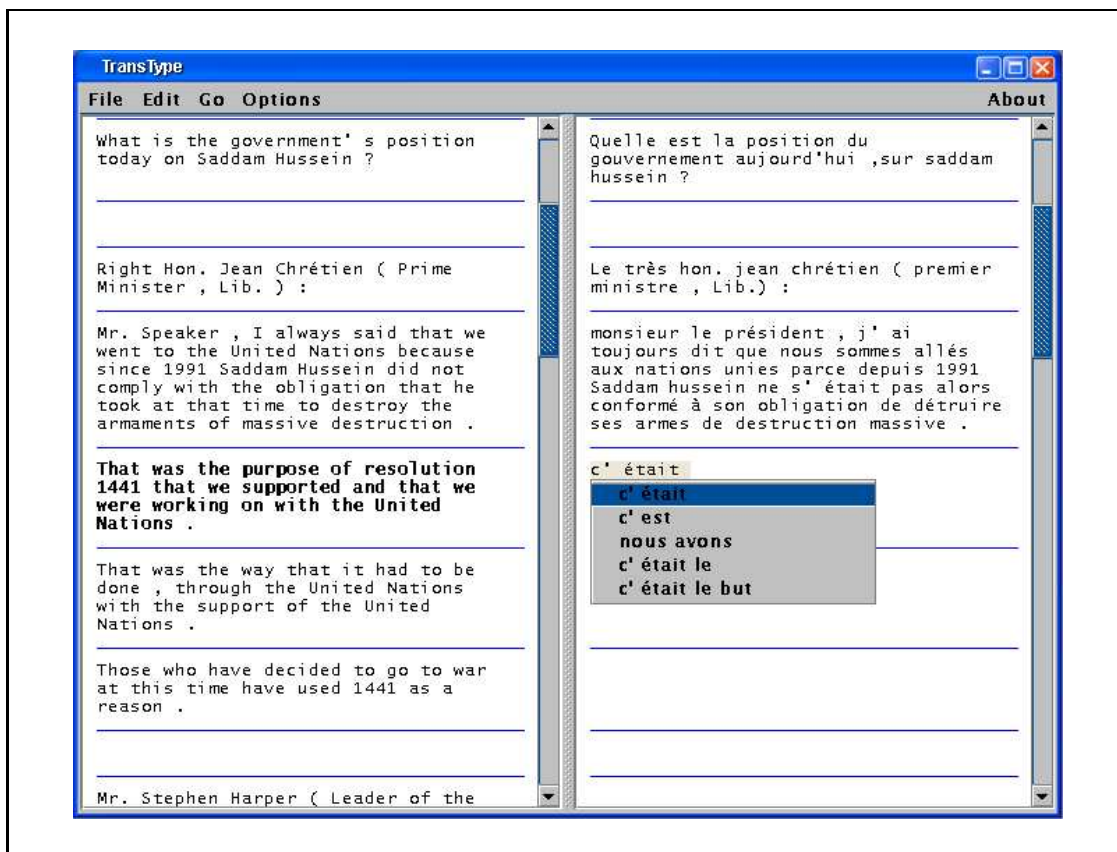 TransType
File Edit Go Options About
What is the government' s position
today on Saddam Hussein ?
Right Hon. Jean Chrétien ( Prime
Minister , Lib. ) :
Mr. Speaker , I always said that we
went to the United Nations because
since 1991 Saddam Hussein did not
comply with the obligation that he
took at that time to destroy the
armaments of massive destruction .
That was the purpose of resolution
1441 that we supported and that we
were working on with the United
Nations .
That was the way that it had to be
done , through the United Nations
with the support of the United
Nations .
Those who have decided to go to war
at this time have used 1441 as a
reason .
Mr. Stephen Harper ( Leader of the
Quelle est la position du
gouvernement aujourd'hui ,sur saddam
hussein ?
Le très hon. jean chrétien ( premier
ministre , Lib.) :
monsieur le président , j' ai
toujours dit que nous sommes allés
aux nations unies parce depuis 1991
Saddam hussein ne s' était pas alors
conformé à son obligation de détruire
ses armes de destruction massive .
c' était
c' était
c' est
nous avons
c' était le
c' était le but